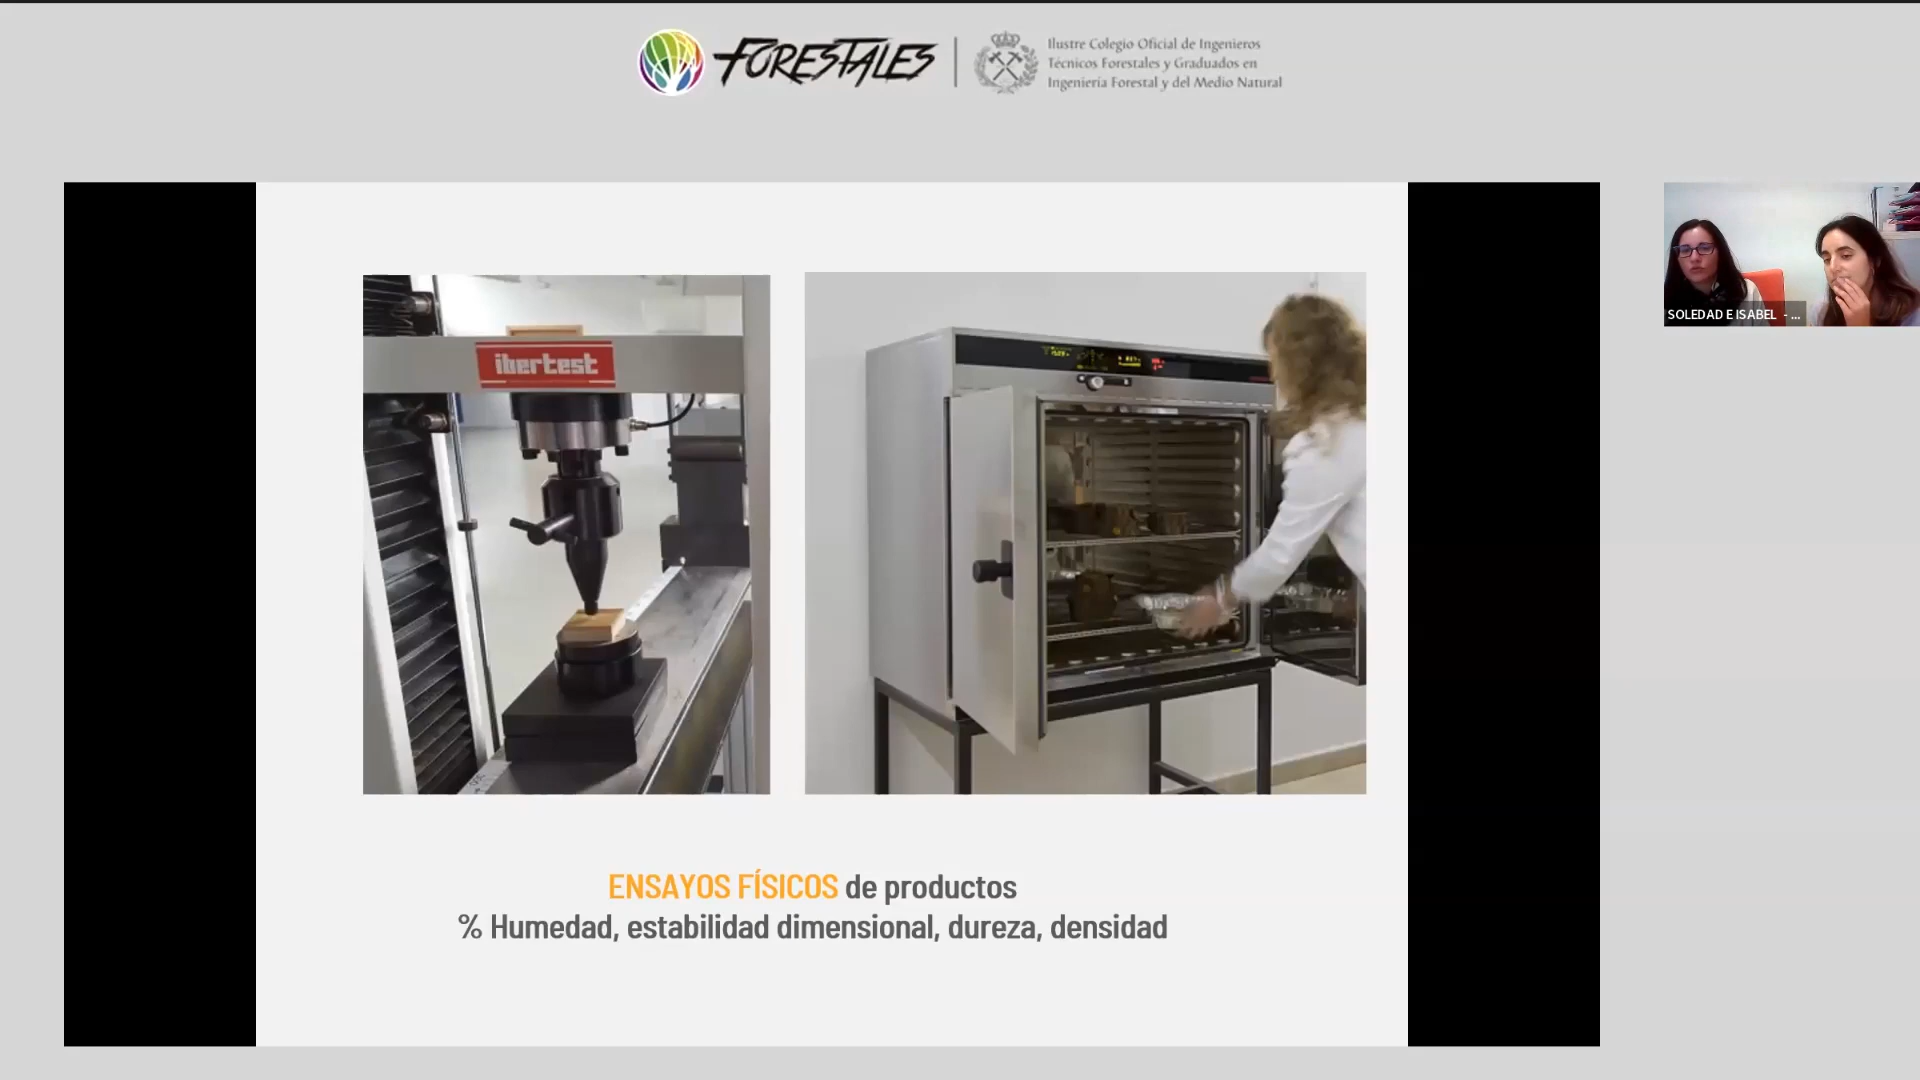 FORESTALES
Ilustre Colegio Oficial de Ingenieros
Técnicos Forestales y Graduados en
Ingeniería Forestal y del Medio Natural
SOLEDAD E ISABEL - ...
ibertest
ENSAYOS FÍSICOS de productos
% Humedad, estabilidad dimensional, dureza, densidad